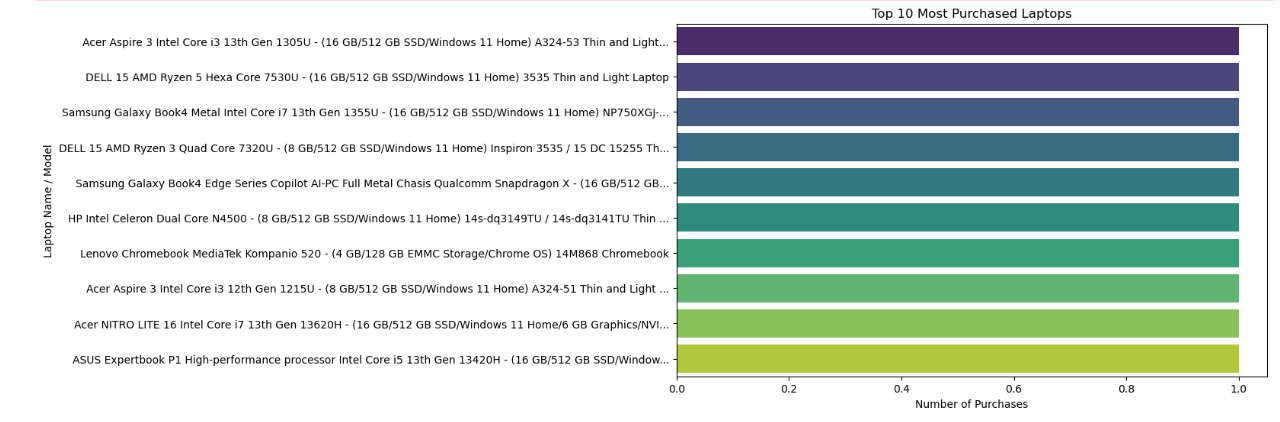 Top 10 Most Purchased Laptops
Acer Aspire 3 Intel Core i3 13th Gen 1305U - (16 GB/512 GB SSD/Windows 11 Home) A324-53 Thin and Light...
DELL 15 AMD Ryzen 5 Hexa Core 7530U - (16 GB/512 GB SSD/Windows 11 Home) 3535 Thin and Light Laptop
Samsung Galaxy Book4 Metal Intel Core i7 13th Gen 1355U - (16 GB/512 GB SSD/Windows 11 Home) NP750XGJ-...
DELL 15 AMD Ryzen 3 Quad Core 7320U - (8 GB/512 GB SSD/Windows 11 Home) Inspiron 3535 / 15 DC 15255 Th...
Samsung Galaxy Book4 Edge Series Copilot AI-PC Full Metal Chasis Qualcomm Snapdragon X - (16 GB/512 GB...
HP Intel Celeron Dual Core N4500 - (8 GB/512 GB SSD/Windows 11 Home) 14s-dq3149TU / 14s-dq3141TU Thin ...
Lenovo Chromebook MediaTek Kompanio 520 - (4 GB/128 GB EMMC Storage/Chrome OS) 14M868 Chromebook
Acer Aspire 3 Intel Core i3 12th Gen 1215U - (8 GB/512 GB SSD/Windows 11 Home) A324-51 Thin and Light ...
Acer NITRO LITE 16 Intel Core i7 13th Gen 13620H - (16 GB/512 GB SSD/Windows 11 Home/6 GB Graphics/NVI...
ASUS Expertbook P1 High-performance processor Intel Core i5 13th Gen 13420H - (16 GB/512 GB SSD/Window...
Laptop Name / Model
0.0 0.2 0.4 0.6 0.8 1.0
Number of Purchases